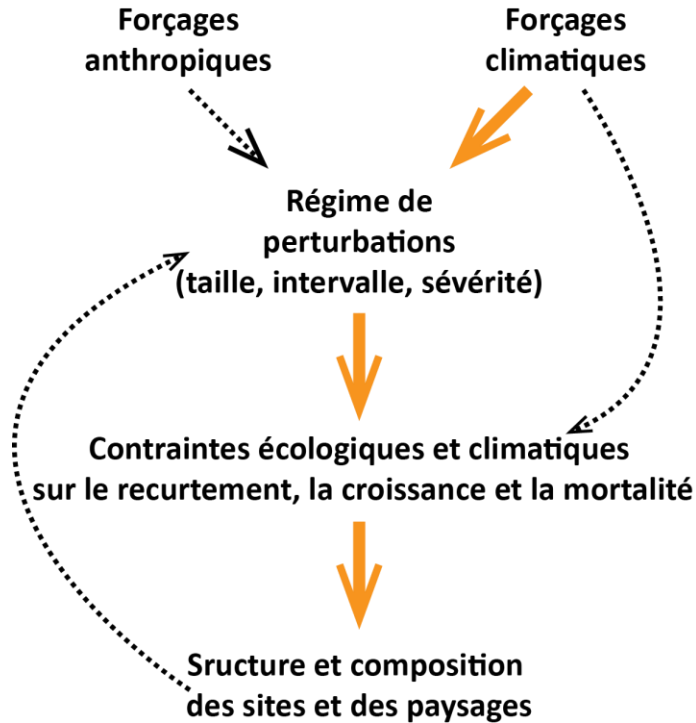 Forçages
anthropiques
Forçages
climatiques
Régime de
perturbations
(taille, intervalle, sévérité)
Contraintes écologiques et climatiques
sur le recurtement, la croissance et la mortalité
Sructure et composition
des sites et des paysages